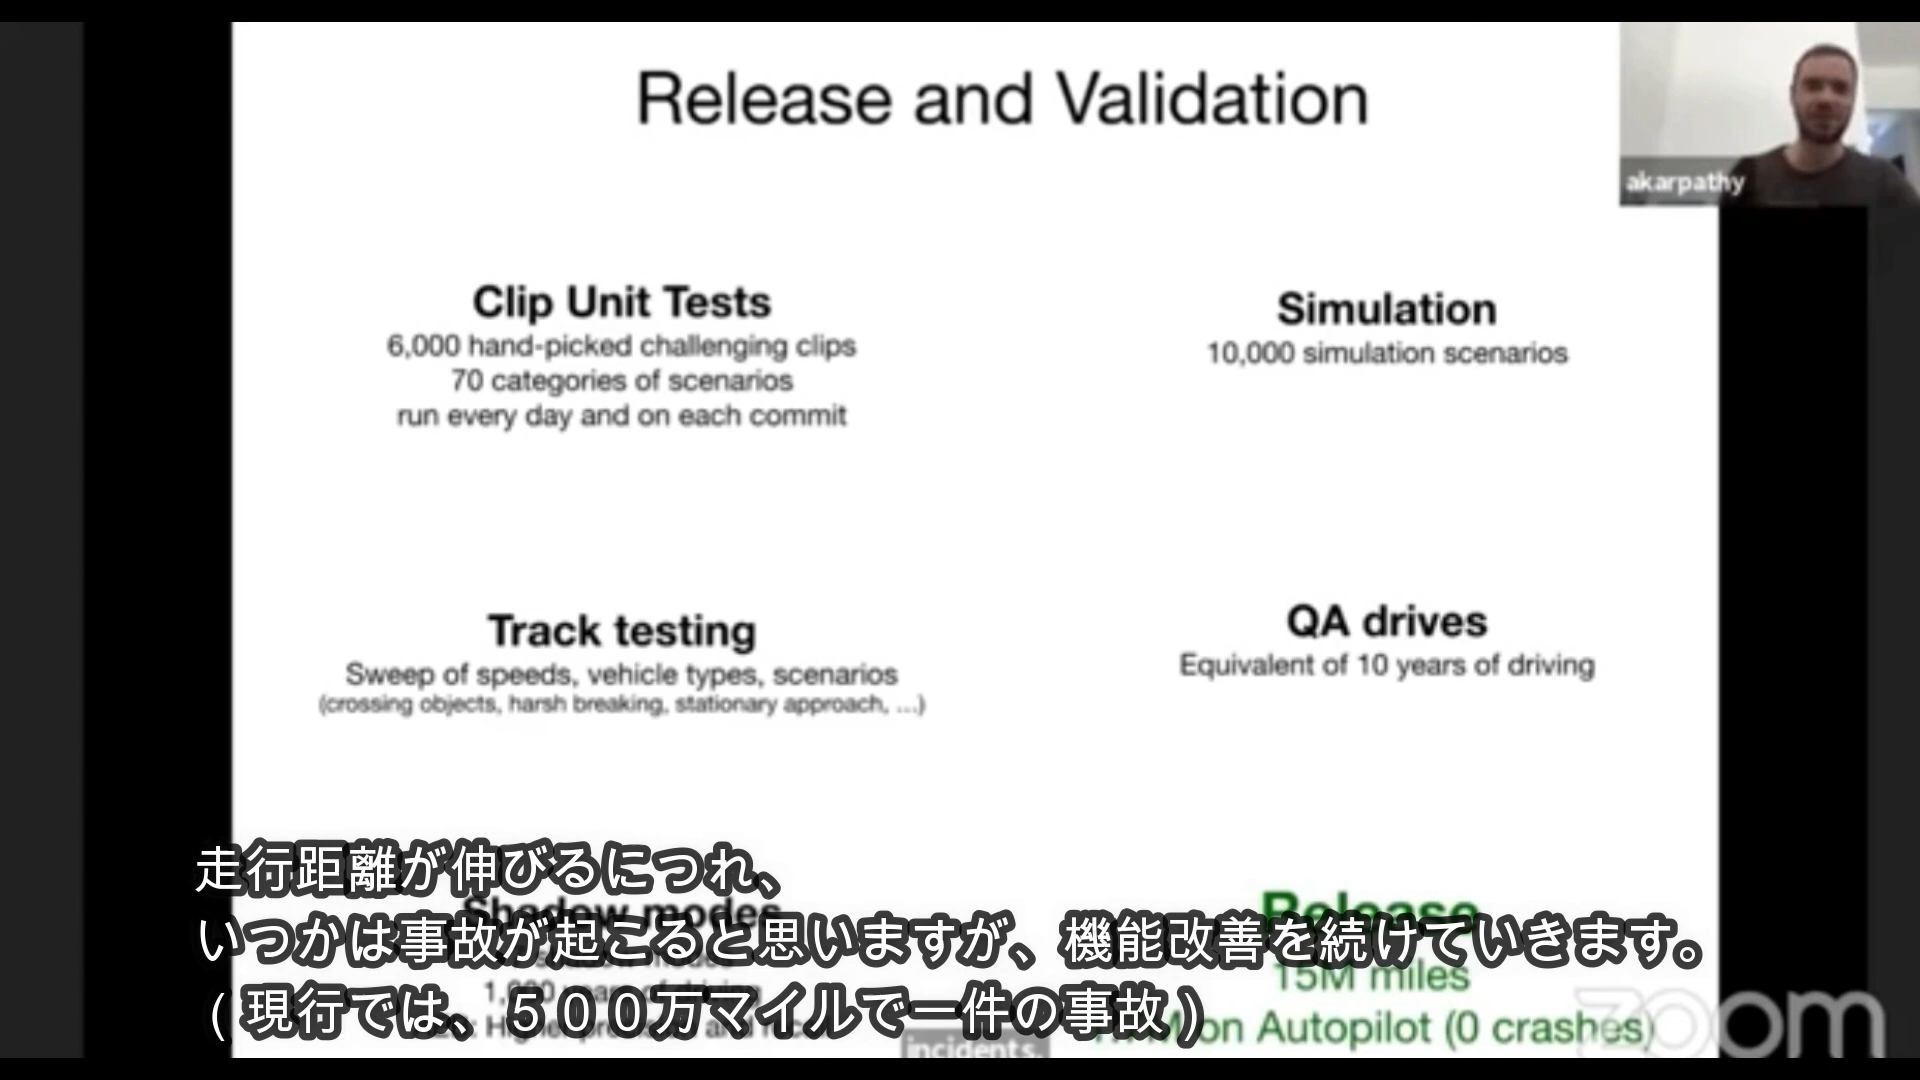 Release and Validation
akarpathy
Clip Unit Tests
6,000 hand-picked challenging clips
70 categories of scenarios
run every day and on each commit
Simulation
10,000 simulation scenarios
Track testing
Sweep of speeds, vehicle types, scenarios
(crossing objects, harsh breaking, stationary approach, ...)
QA drives
Equivalent of 10 years of driving
Shadow modes
Release
15M miles
on Autopilot (0 crashes)
走行距離が伸びるにつれ、
いつかは事故が起こると思いますが、機能改善を続けていきます。
(現行では、５００万マイルで一件の事故)
incidents.
zoom